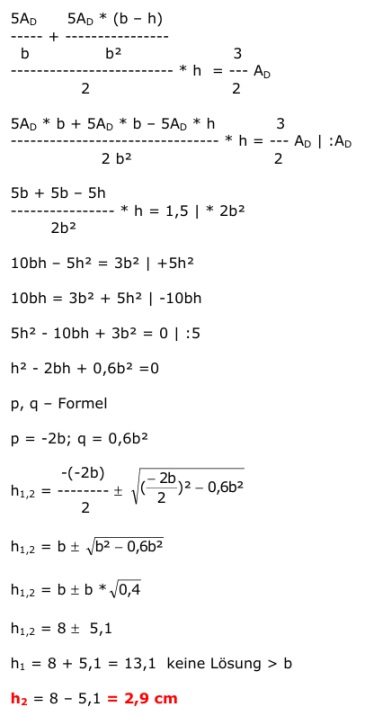 5A_D     5A_D * (b – h)
----- + ----------------
b             b²                      3
------------------------- * h  = --- A_D
2                                     2
5A_D * b + 5A_D * b – 5A_D * h          3
-------------------------------- * h = --- A_D | :A_D
2 b²                                    2
5b + 5b – 5h
---------------- * h = 1,5 | * 2b²
2b²
10bh – 5h² = 3b² | +5h²
10bh = 3b² + 5h² | -10bh
5h² - 10bh + 3b² = 0 | :5
h² - 2bh + 0,6b² =0
p, q – Formel
p = -2b; q = 0,6b²
-(-2b)
h₁,₂ = -------- ± √((– 2b/2)² – 0,6b²)
2
h₁,₂ = b ± √(b² – 0,6b²)
h₁,₂ = b ± b * √0,4
h₁,₂ = 8 ±  5,1
h₁ = 8 + 5,1 = 13,1  keine Lösung > b
h₂ = 8 – 5,1 = 2,9 cm